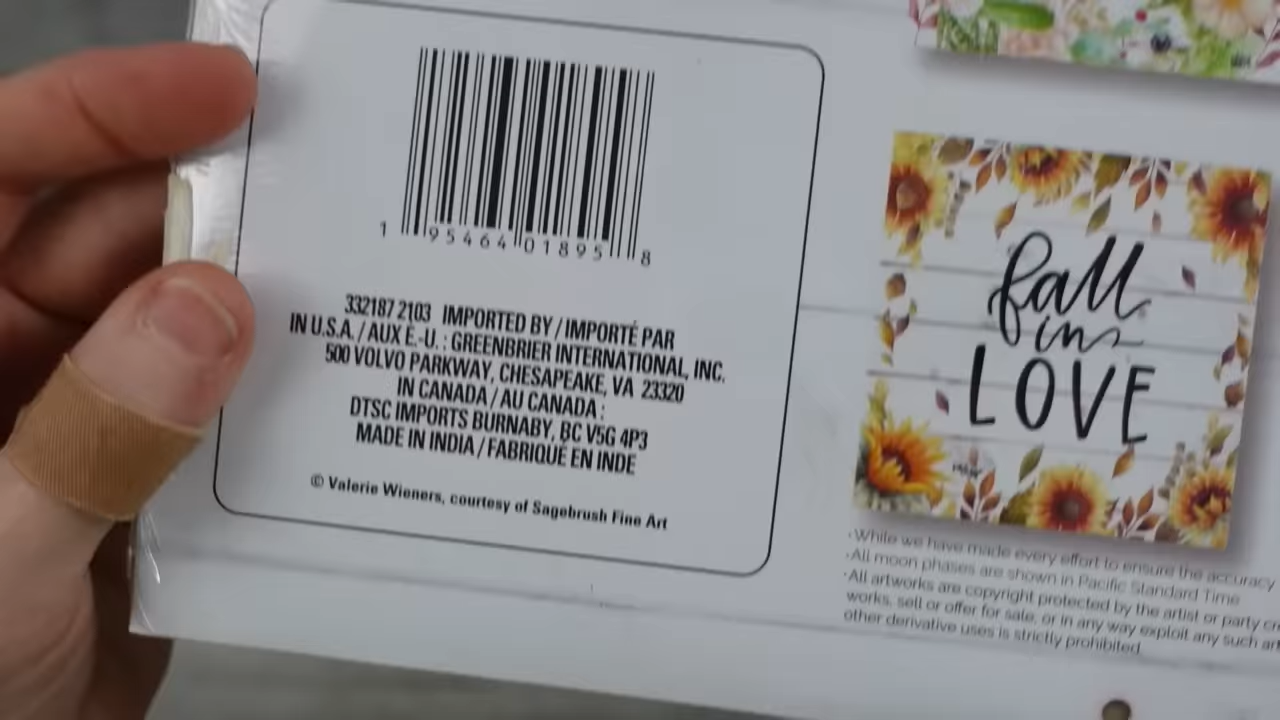 1 95464 01895 8
332187 2103 IMPORTED BY / IMPORTÉ PAR
IN U.S.A. / AUX É.-U. : GREENBRIER INTERNATIONAL, INC.
500 VOLVO PARKWAY, CHESAPEAKE, VA 23320
IN CANADA / AU CANADA :
DTSC IMPORTS BURNABY, BC V5G 4P3
MADE IN INDIA / FABRIQUÉ EN INDE
© Valerie Wieners, courtesy of Sagebrush Fine Art
fall
in
LOVE
•While we have made every effort to ensure the accuracy
•All moon phases are shown in Pacific Standard Time
•All artworks are copyright protected by the artist or party
works, sell or offer for sale, or in any way exploit any such
other derivative uses is strictly prohibited.